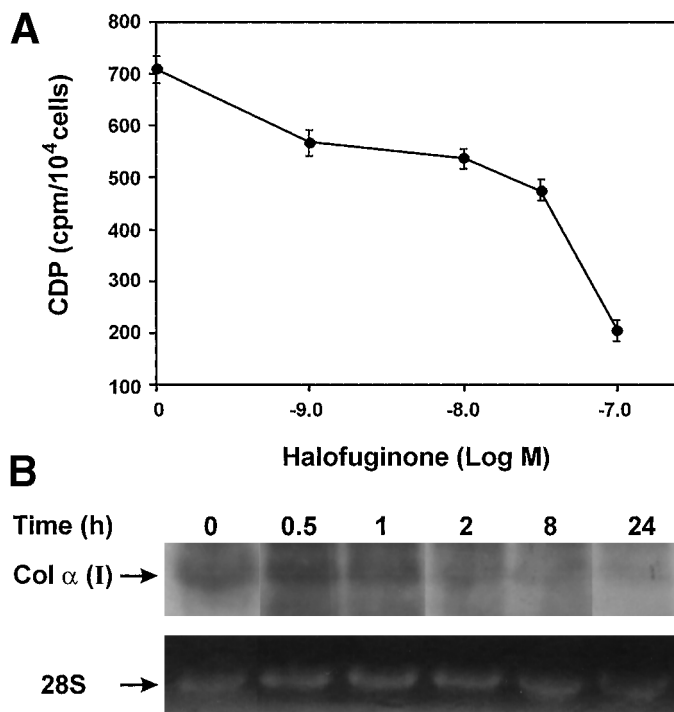 A
800
700
600
500
400
300
200
100
CDP (cpm/10⁴cells)
0 -9.0 -8.0 -7.0
Halofuginone (Log M)
B
Time (h) 0 0.5 1 2 8 24
Col α (I)
28S